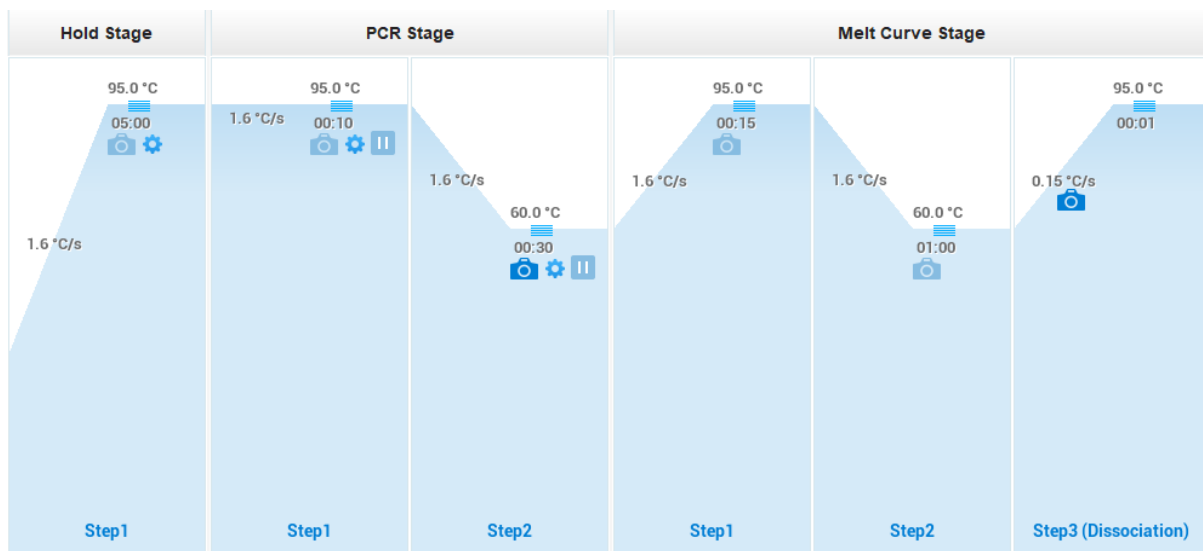 Hold Stage
PCR Stage
Melt Curve Stage
95.0 °C
05:00
1.6 °C/s
Step1
95.0 °C
1.6 °C/s
00:10
Step1
1.6 °C/s
60.0 °C
00:30
Step2
95.0 °C
00:15
1.6 °C/s
Step1
1.6 °C/s
60.0 °C
01:00
Step2
95.0 °C
00:01
0.15 °C/s
Step3 (Dissociation)